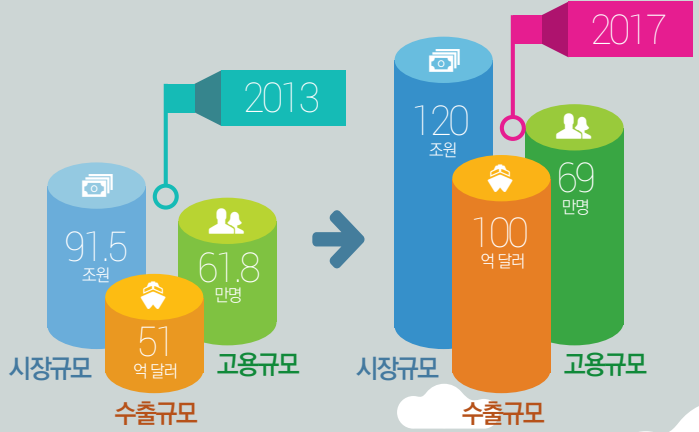 2013
91.5
조원
시장규모
51
억 달러
수출규모
61.8
만명
고용규모
2017
120
조원
시장규모
100
억 달러
수출규모
69
만명
고용규모